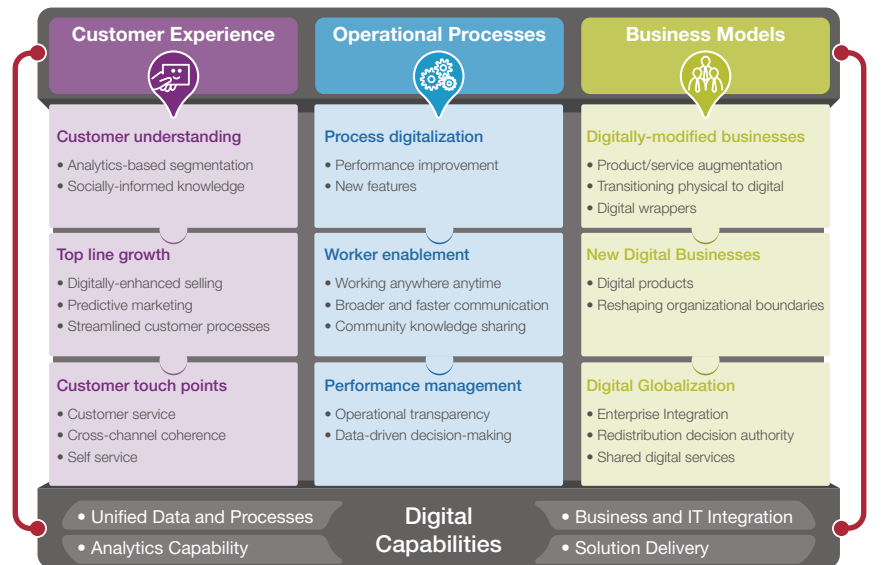 Customer Experience
Customer understanding
• Analytics-based segmentation
• Socially-informed knowledge
Top line growth
• Digitally-enhanced selling
• Predictive marketing
• Streamlined customer processes
Customer touch points
• Customer service
• Cross-channel coherence
• Self service
Operational Processes
Process digitalization
• Performance improvement
• New features
Worker enablement
• Working anywhere anytime
• Broader and faster communication
• Community knowledge sharing
Performance management
• Operational transparency
• Data-driven decision-making
Business Models
Digitally-modified businesses
• Product/service augmentation
• Transitioning physical to digital
• Digital wrappers
New Digital Businesses
• Digital products
• Reshaping organizational boundaries
Digital Globalization
• Enterprise Integration
• Redistribution decision authority
• Shared digital services
Digital
Capabilities
• Unified Data and Processes
• Analytics Capability
• Business and IT Integration
• Solution Delivery